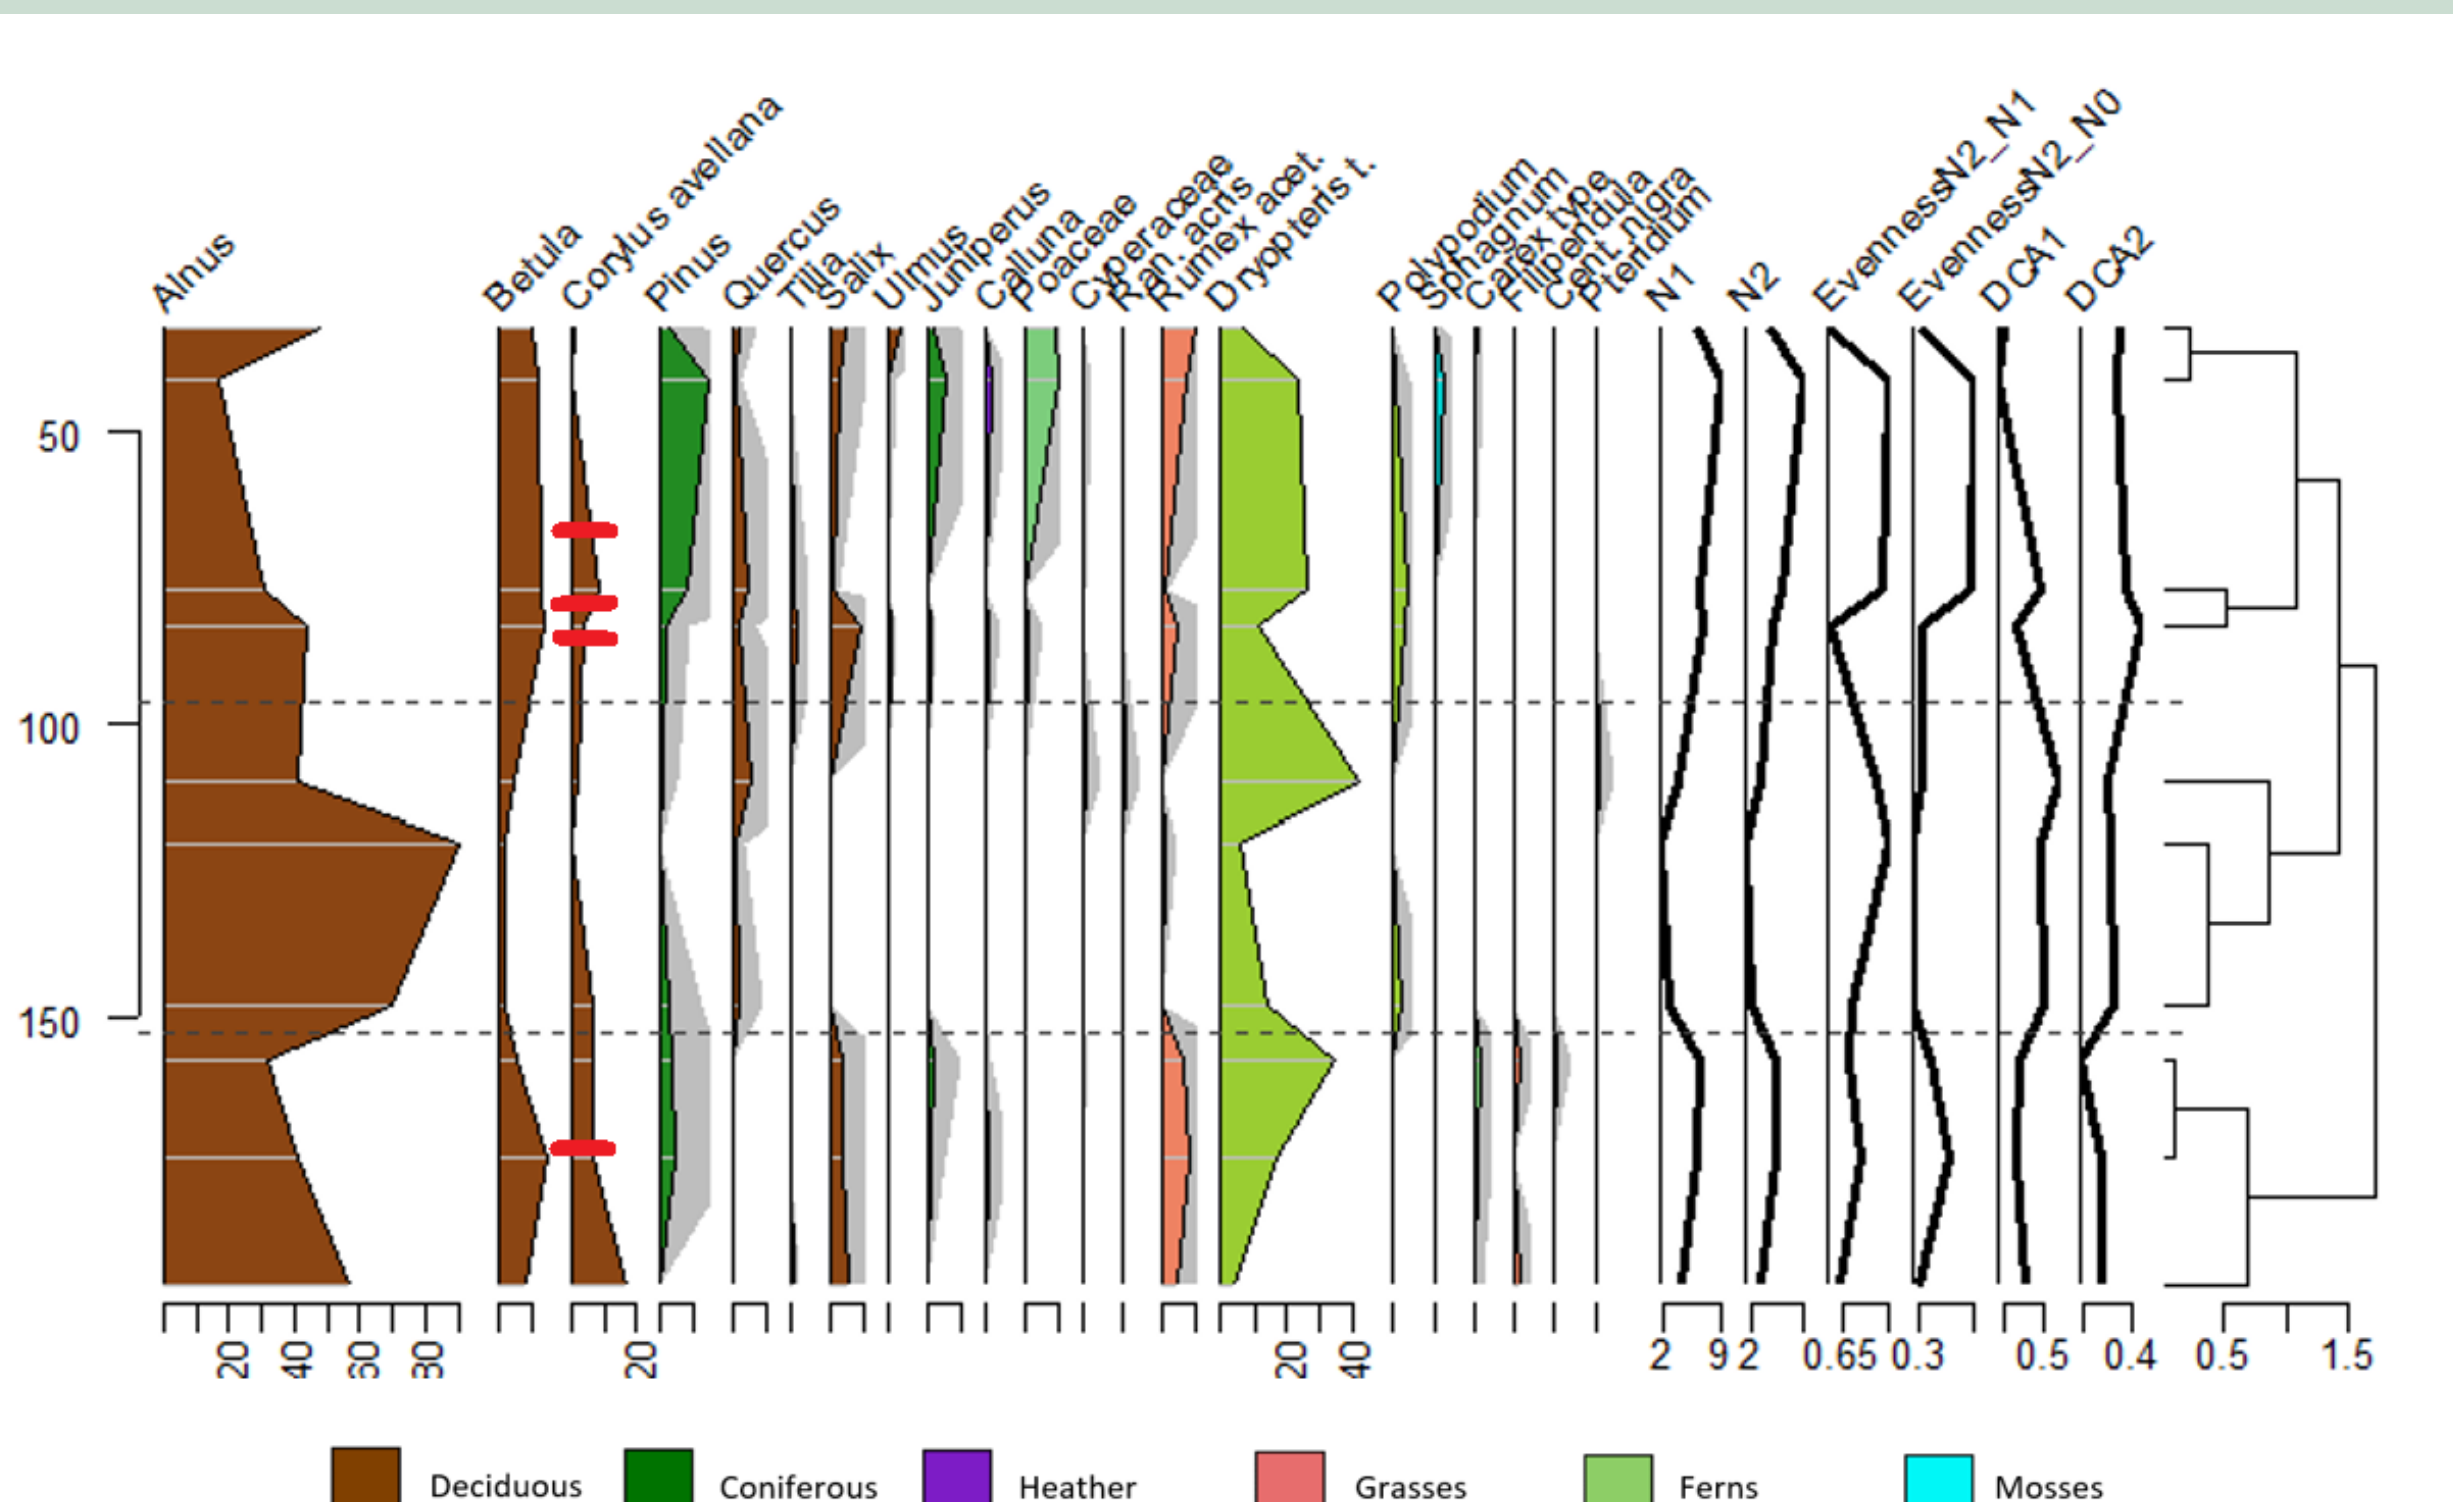 Alnus
Betula
Corylus avellana
Pinus
Quercus
Tilla
Salix
Ulmus
Juniperus
Calluna
Poaceae
Cyperaceae
Ran. acris
Rumex acet.
Dryopteris t.
Polypodium
Sphagnum
Carex type
Filipendula
Cent. nigra
Pteridium
N1
N2
EvennessN2_N1
EvennessN2_N0
DCA1
DCA2
50
100
150
20 40 60 80 20 20 40 2 9 2 0.65 0.3 0.5 0.4 0.5 1.5
Deciduous Coniferous Heather Grasses Ferns Mosses